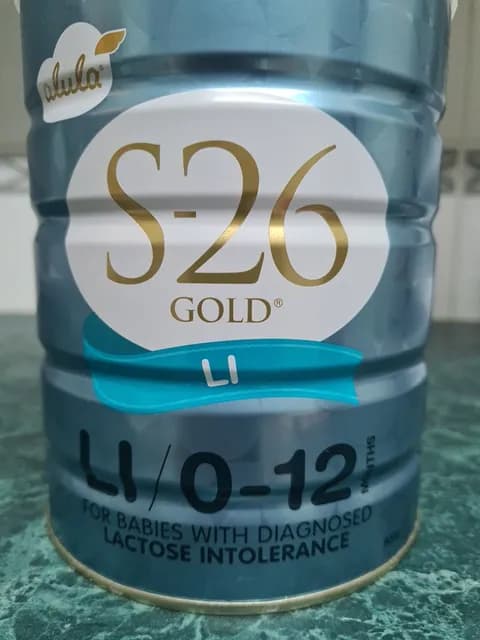 alula®
S-26
GOLD®
LI
LI/0-12 MONTHS
FOR BABIES WITH DIAGNOSED
LACTOSE INTOLERANCE